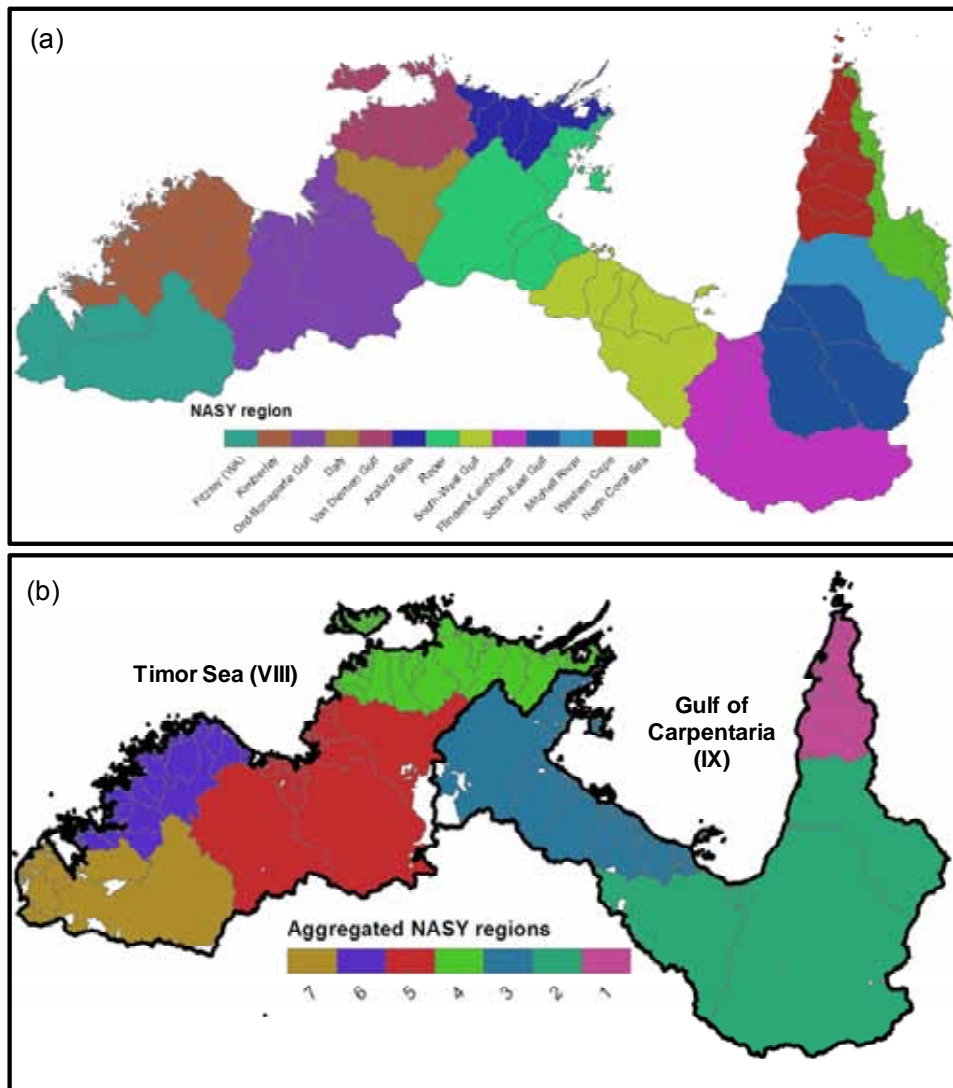 (a)
NASY region
Fitzroy (WA)
Kimberley
Ord-Bonaparte Gulf
Daly
Van Diemen Gulf
Arafura Sea
Roper
South-West Gulf
Flinders-Leichhardt
South-East Gulf
Mitchell River
Western Cape
North Coral Sea
(b)
Timor Sea (VIII)
Gulf of
Carpentaria
(IX)
Aggregated NASY regions
7 6 5 4 3 2 1